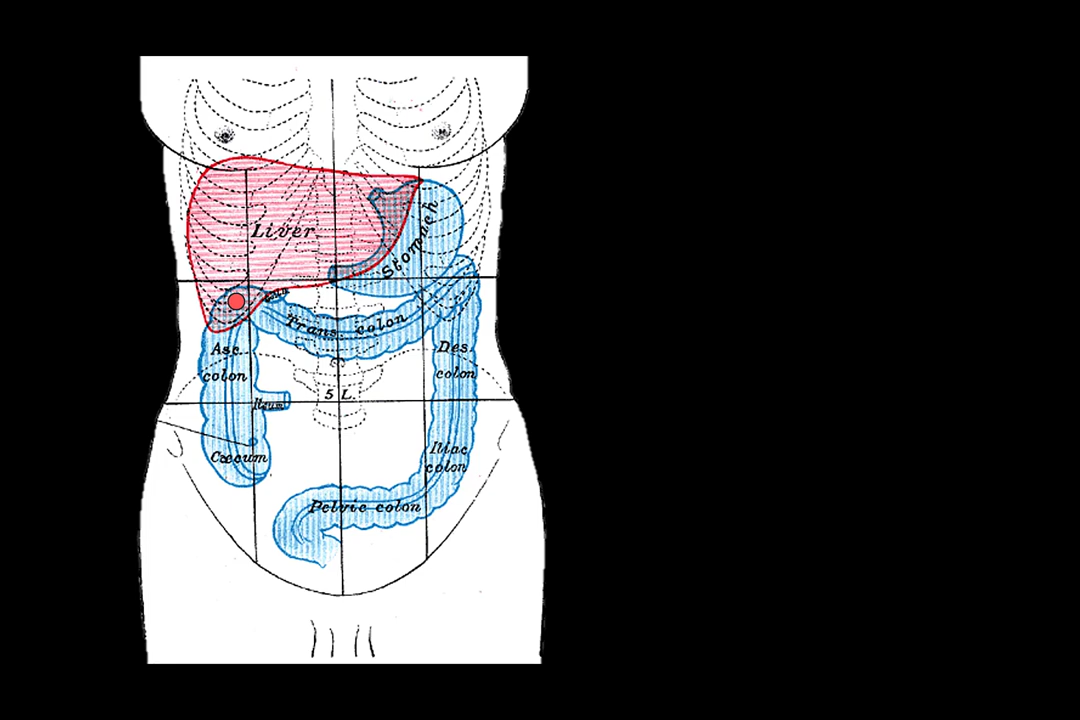 Liver
Stomach
Trans. colon
Asc.
colon
Des.
colon
5 L.
Ileum
Cæcum
Iliac
colon
Pelvic colon